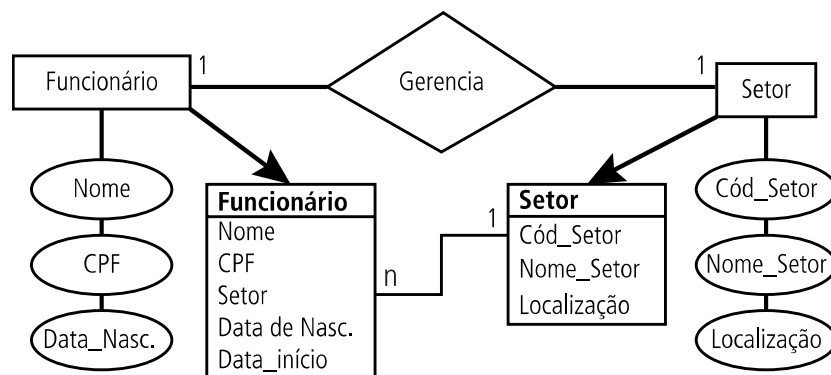 Funcionário
1
Gerencia
1
Setor
Nome
CPF
Data_Nasc.
Funcionário
Nome
CPF
Setor
Data de Nasc.
Data_início
n
1
Setor
Cód_Setor
Nome_Setor
Localização
Cód_Setor
Nome_Setor
Localização